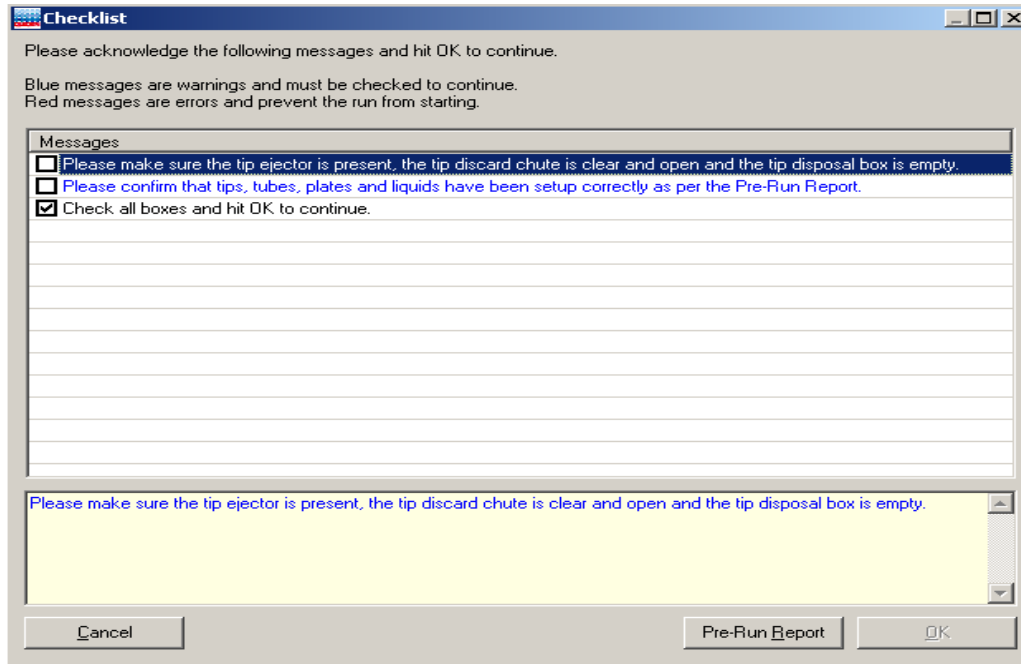 Checklist
Please acknowledge the following messages and hit OK to continue.
Blue messages are warnings and must be checked to continue.
Red messages are errors and prevent the run from starting.
Messages
Please make sure the tip ejector is present, the tip discard chute is clear and open and the tip disposal box is empty.
Please confirm that tips, tubes, plates and liquids have been setup correctly as per the Pre-Run Report.
Check all boxes and hit OK to continue.
Please make sure the tip ejector is present, the tip discard chute is clear and open and the tip disposal box is empty.
Cancel Pre-Run Report OK